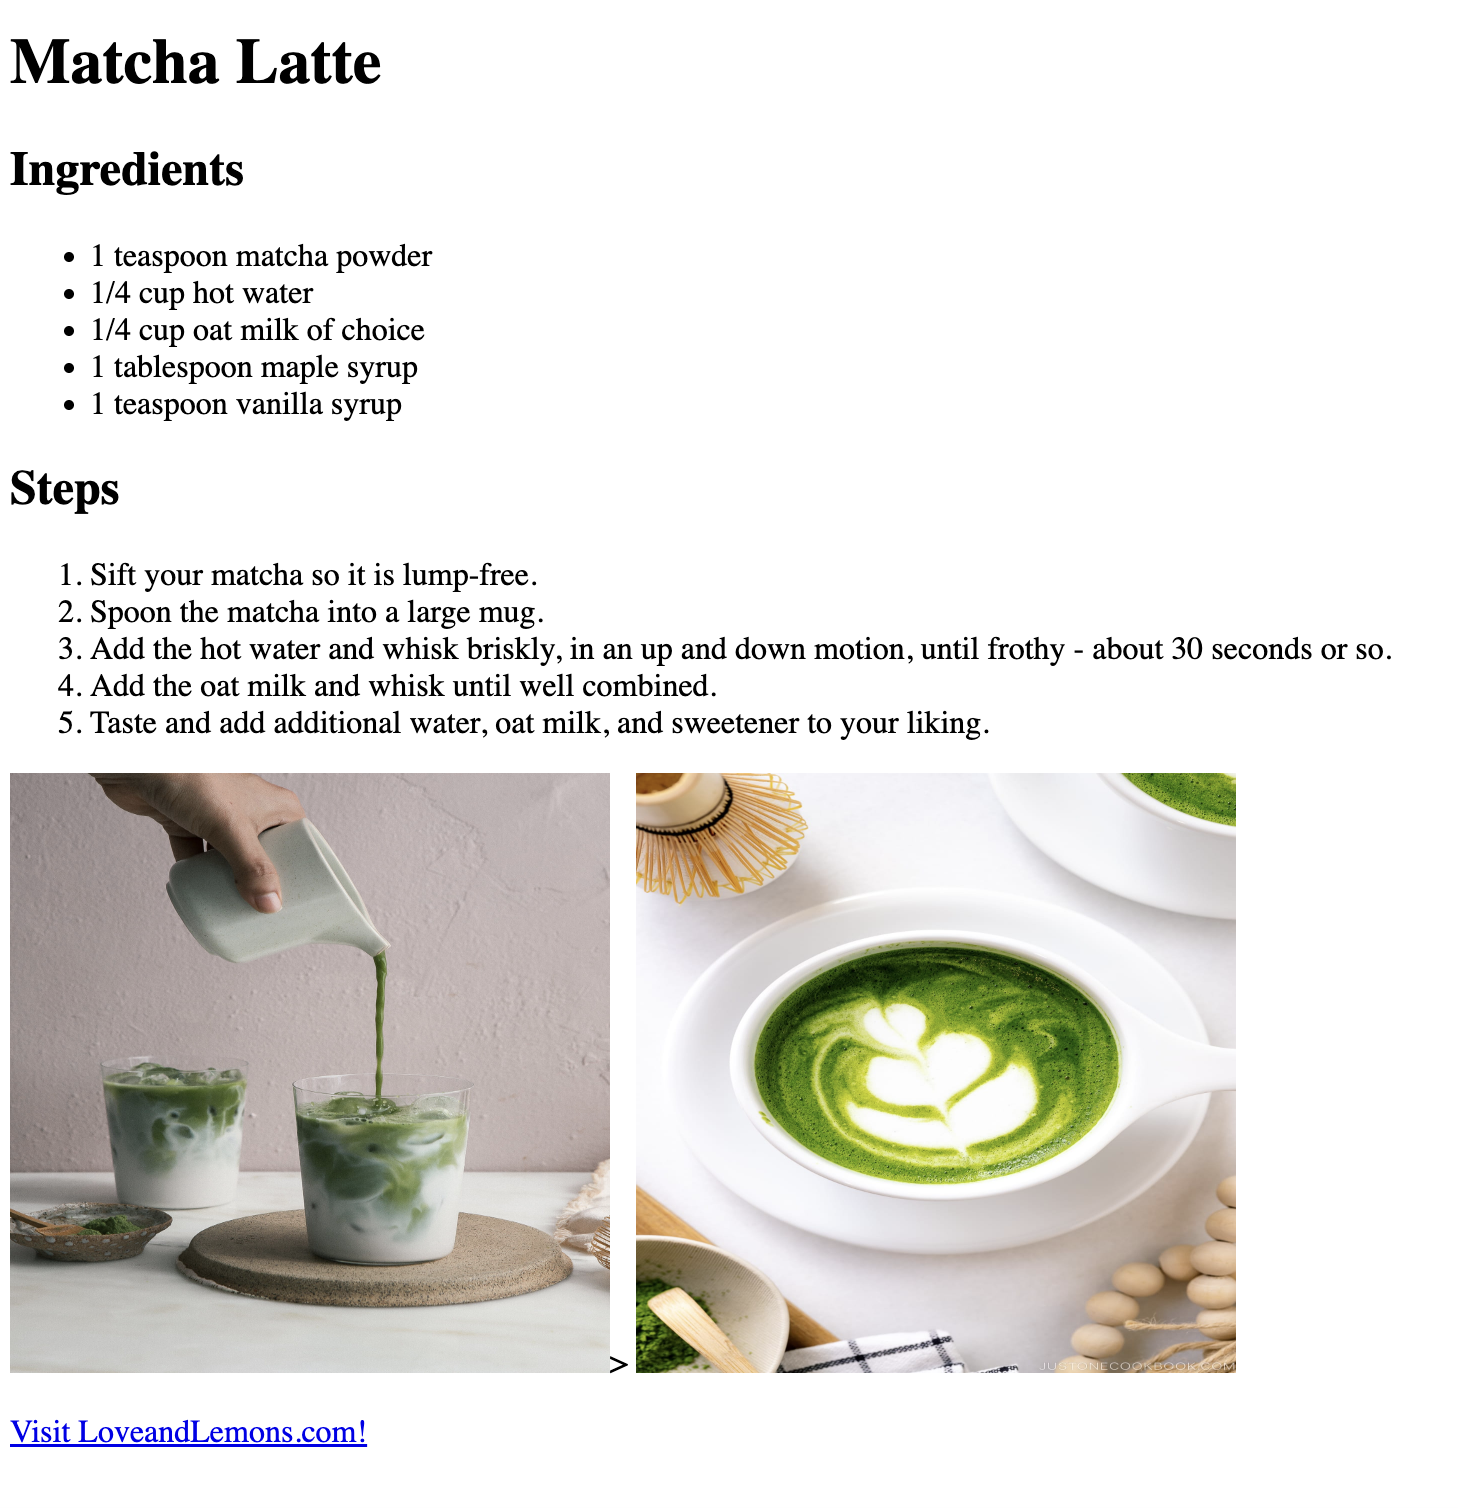 Matcha Latte
Ingredients
• 1 teaspoon matcha powder
• 1/4 cup hot water
• 1/4 cup oat milk of choice
• 1 tablespoon maple syrup
• 1 teaspoon vanilla syrup
Steps
1. Sift your matcha so it is lump-free.
2. Spoon the matcha into a large mug.
3. Add the hot water and whisk briskly, in an up and down motion, until frothy - about 30 seconds or so.
4. Add the oat milk and whisk until well combined.
5. Taste and add additional water, oat milk, and sweetener to your liking.
>
JUSTONECOOKBOOK.COM
Visit LoveandLemons.com!